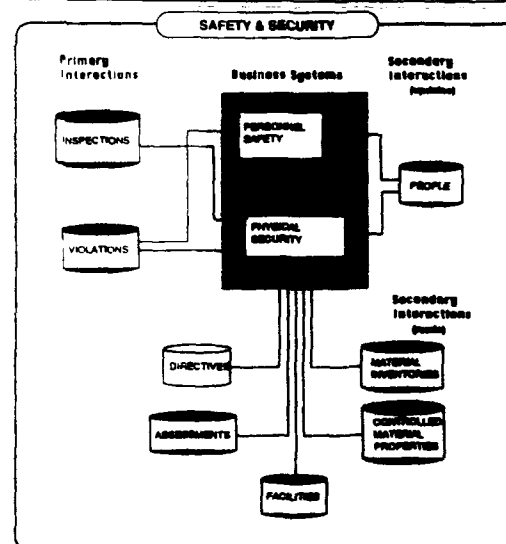 SAFETY & SECURITY
Primary
Interactions
Business Systems
Secondary
Interactions
INSPECTIONS
PERSONNEL
SAFETY
PEOPLE
VIOLATIONS
PHYSICAL
SECURITY
Secondary
Interactions
DIRECTIVES
MATERIAL
INVENTORIES
ASSESSMENTS
CONTROLLED
MATERIAL
PROPERTIES
FACILITIES